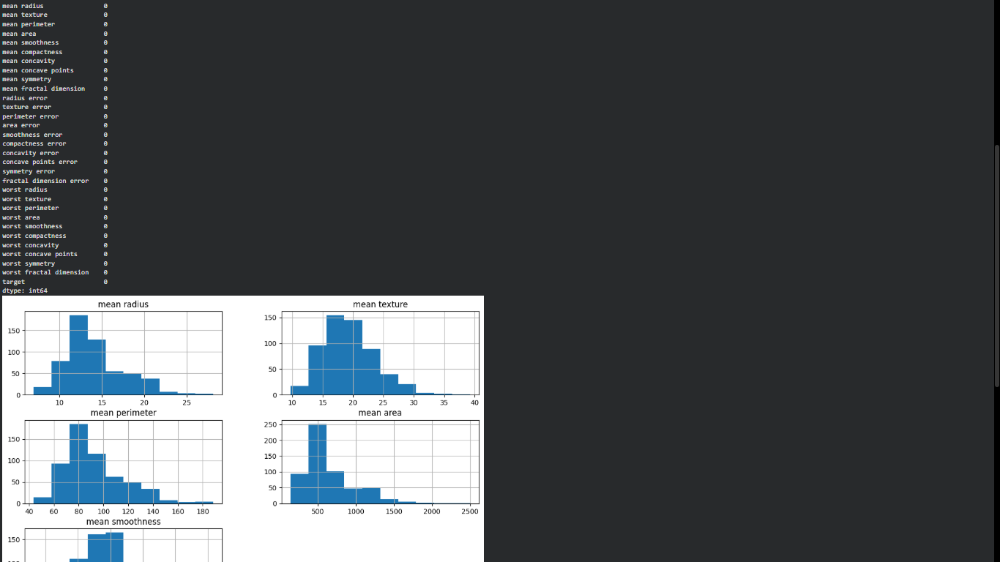 mean radius 0
mean texture 0
mean perimeter 0
mean area 0
mean smoothness 0
mean compactness 0
mean concavity 0
mean concave points 0
mean symmetry 0
mean fractal dimension 0
radius error 0
texture error 0
perimeter error 0
area error 0
smoothness error 0
compactness error 0
concavity error 0
concave points error 0
symmetry error 0
fractal dimension error 0
worst radius 0
worst texture 0
worst perimeter 0
worst area 0
worst smoothness 0
worst compactness 0
worst concavity 0
worst concave points 0
worst symmetry 0
worst fractal dimension 0
target 0
dtype: int64
mean radius
150
100
50
0
10 15 20 25
mean texture
150
100
50
0
10 15 20 25 30 35 40
mean perimeter
150
100
50
0
40 60 80 100 120 140 160 180
mean area
250
200
150
100
50
0
500 1000 1500 2000 2500
mean smoothness
150